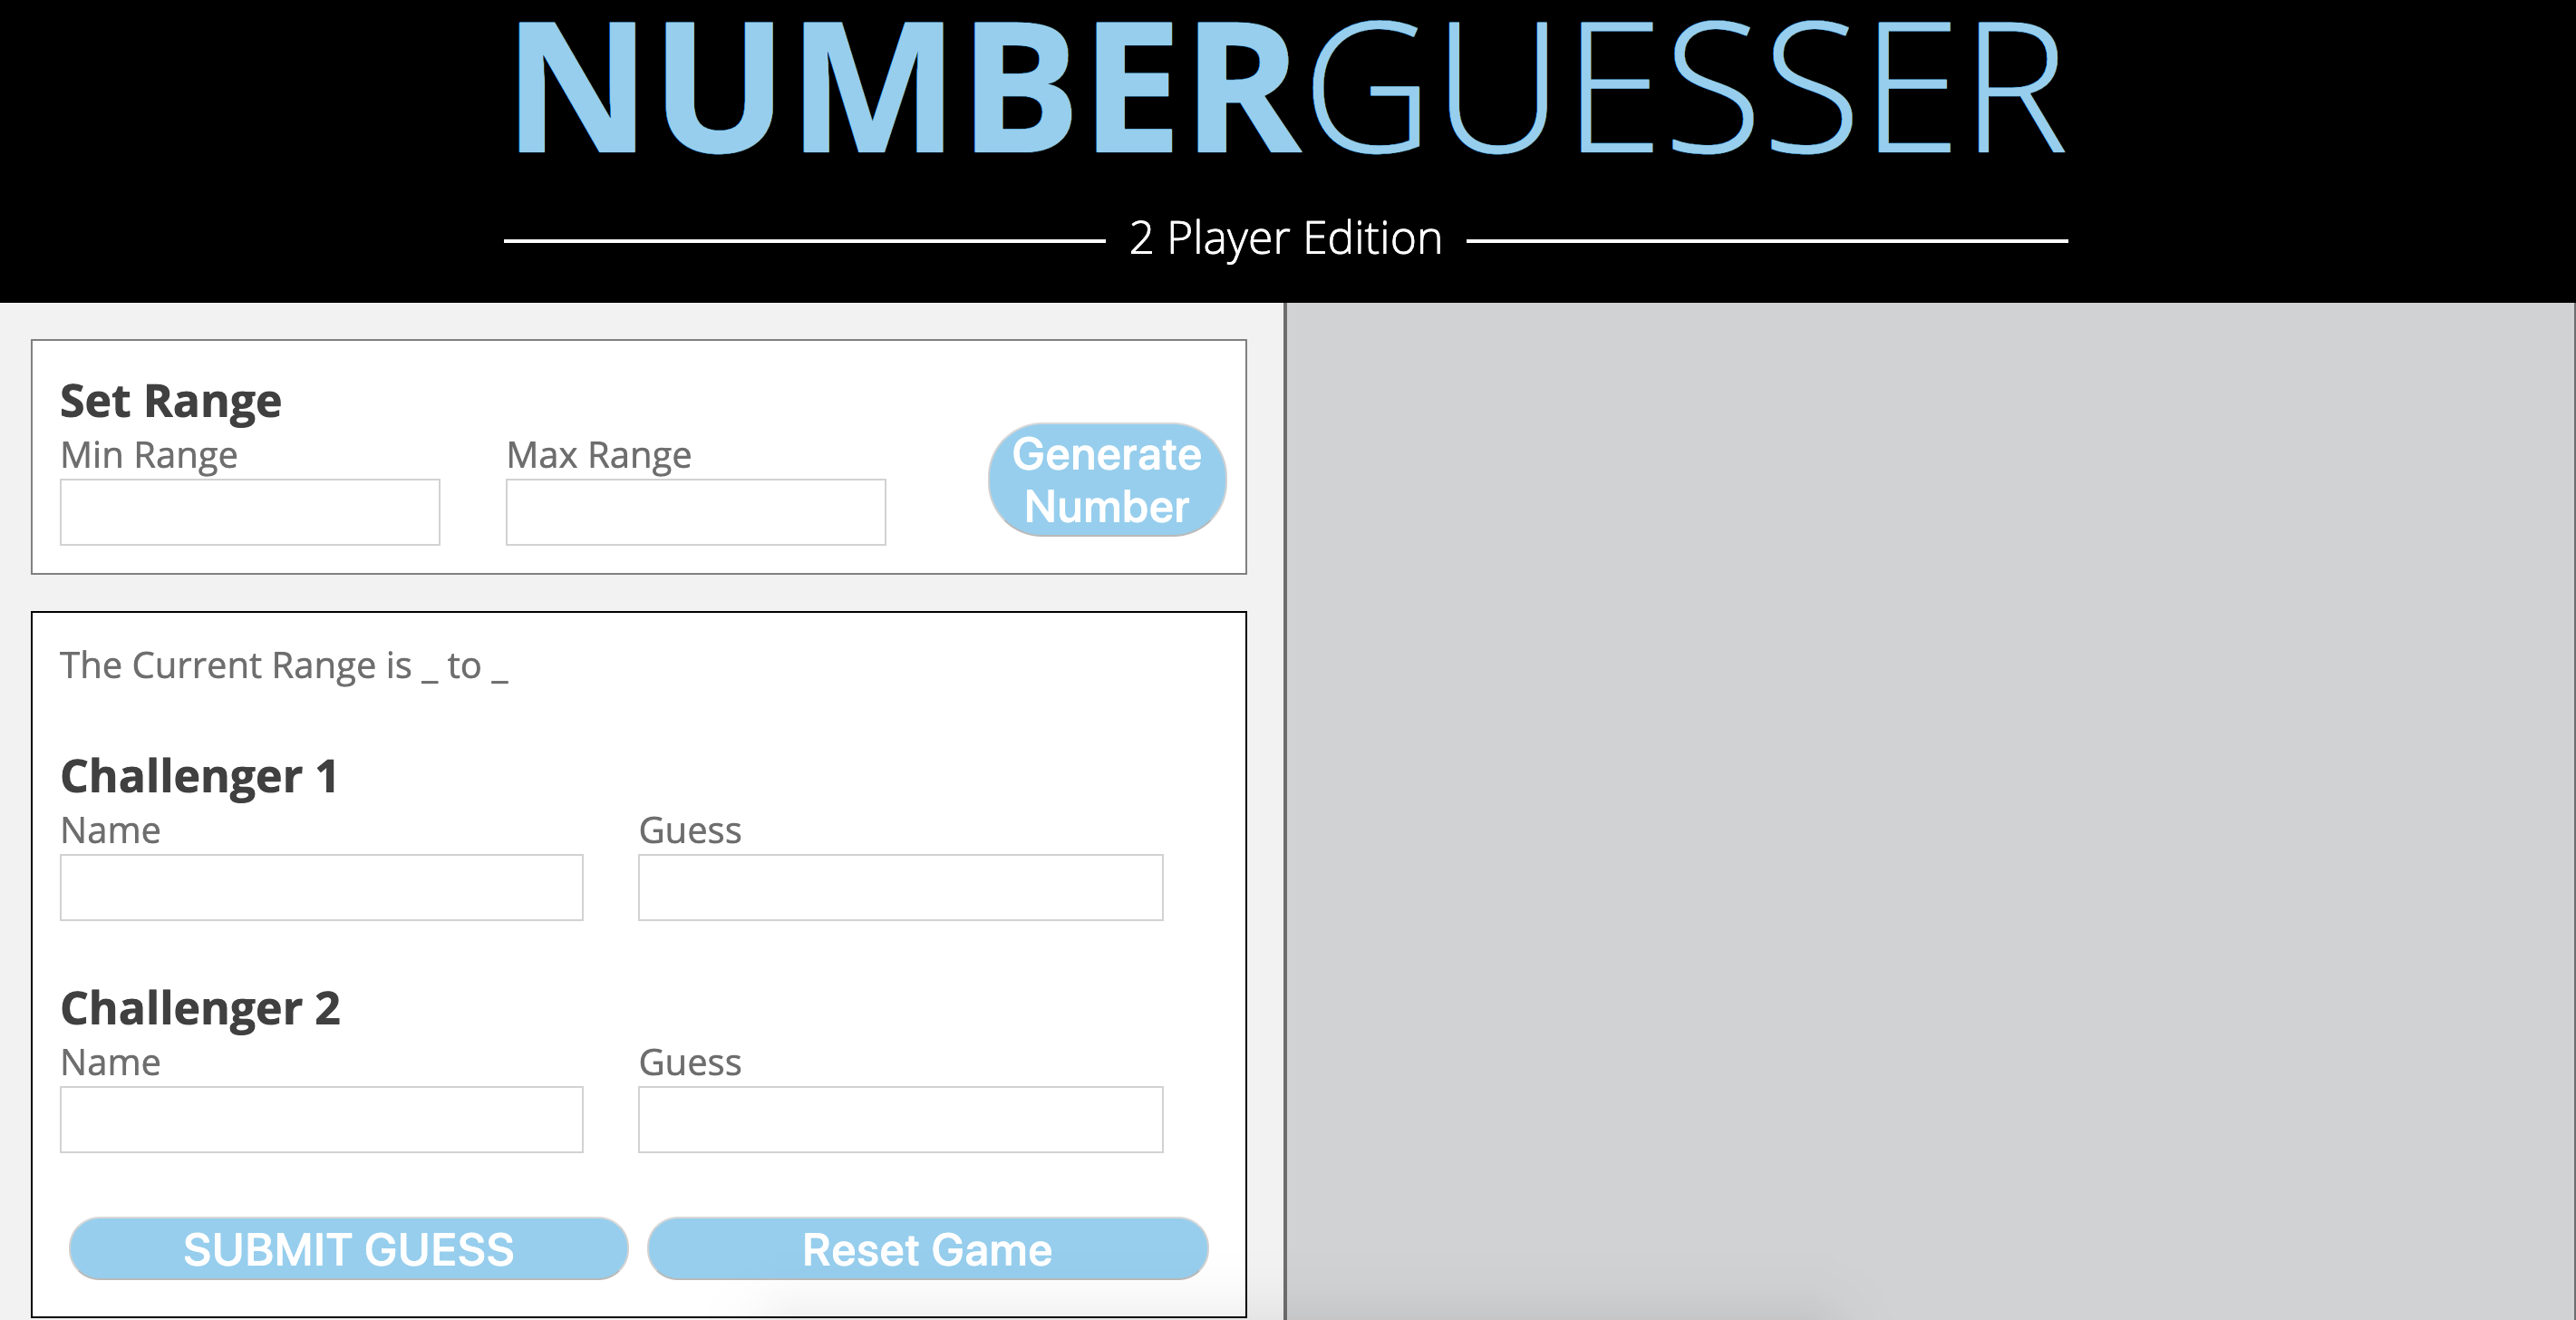 NUMBERGUESSER
2 Player Edition
Set Range
Min Range
Max Range
Generate
Number
The Current Range is _ to _
Challenger 1
Name
Guess
Challenger 2
Name
Guess
SUBMIT GUESS
Reset Game